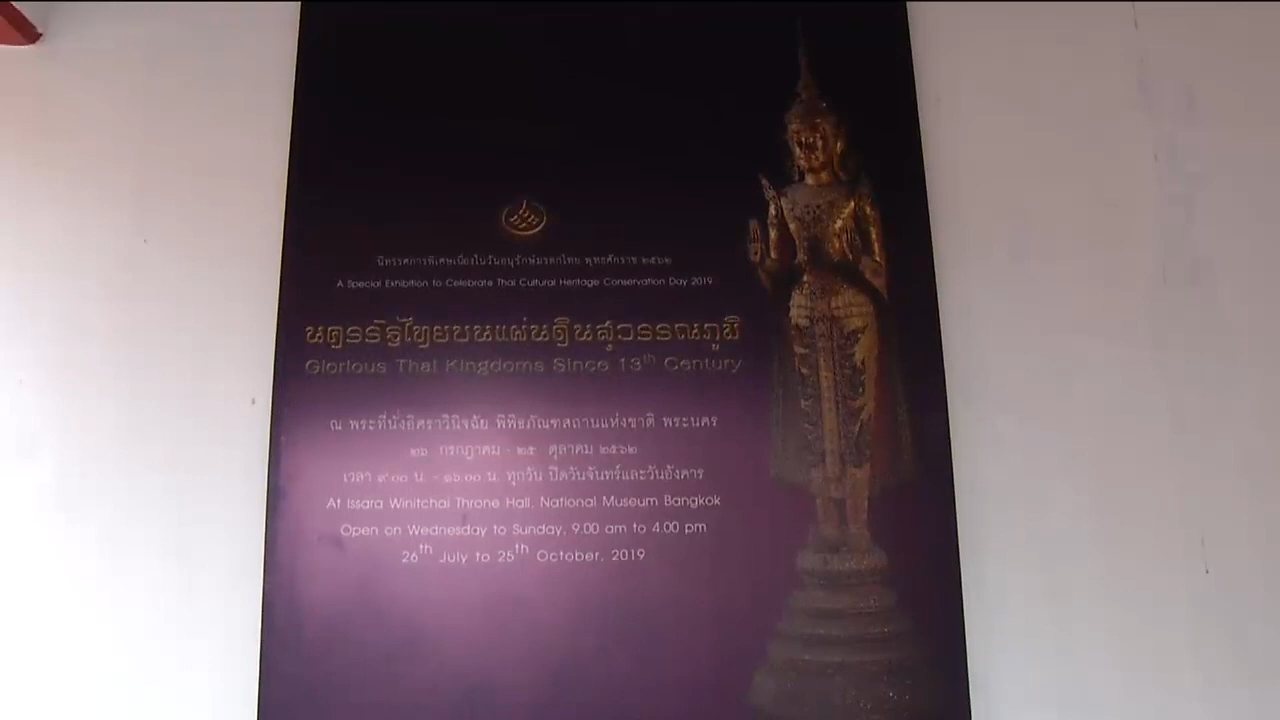 นิทรรศการพิเศษเนื่องในวันอนุรักษ์มรดกไทย พุทธศักราช ๒๕๖๒
A Special Exhibition to Celebrate Thai Cultural Heritage Conservation Day 2019
นครรัฐไทยบนแผ่นดินสุวรรณภูมิ
Glorious Thai Kingdoms Since 13th Century
ณ พระที่นั่งอิศราวินิจฉัย พิพิธภัณฑสถานแห่งชาติ พระนคร
๒๖ กรกฎาคม - ๒๕ ตุลาคม ๒๕๖๒
เวลา ๙.๐๐ น. - ๑๖.๐๐ น. ทุกวัน ปิดวันจันทร์และวันอังคาร
At Issara Winitchai Throne Hall, National Museum Bangkok
Open on Wednesday to Sunday, 9.00 am to 4.00 pm
26th July to 25th October, 2019